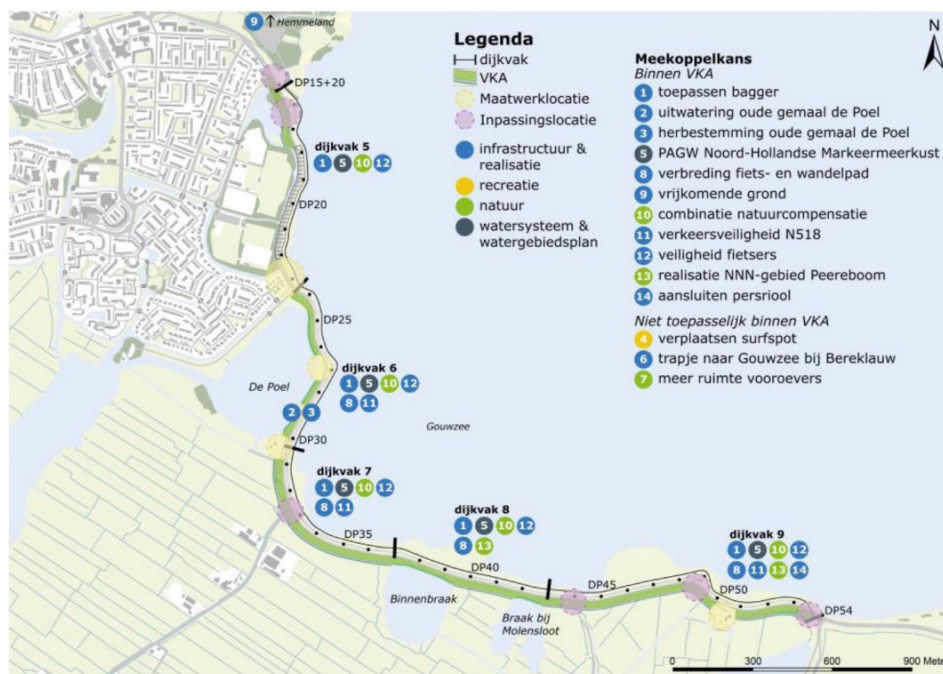 9 ↑ Hemmeland
DP15+20
dijkvak 5
1 5 10 12
DP20
DP25
De Poel
dijkvak 6
1 5 10 12
8 11
2 3
Gouwzee
DP30
dijkvak 7
1 5 10 12
8 11
DP35
dijkvak 8
1 5 10 12
8 13
DP40
Binnenbraak
Braak bij
Molensloot
DP45
dijkvak 9
1 5 10 12
8 11 13 14
DP50
DP54
Legenda
dijkvak
VKA
Maatwerklocatie
Inpassingslocatie
infrastructuur &
realisatie
recreatie
natuur
watersysteem &
watergebiedsplan
N
Meekoppelkans
Binnen VKA
1 toepassen bagger
2 uitwatering oude gemaal de Poel
3 herbestemming oude gemaal de Poel
5 PAGW Noord-Hollandse Markermeerkust
8 verbreding fiets- en wandelpad
9 vrijkomende grond
10 combinatie natuurcompensatie
11 verkeersveiligheid N518
12 veiligheid fietsers
13 realisatie NNN-gebied Peereboom
14 aansluiten persriool
Niet toepasselijk binnen VKA
4 verplaatsen surfspot
6 trapje naar Gouwzee bij Bereklauw
7 meer ruimte vooroevers
0 300 600 900 Mete